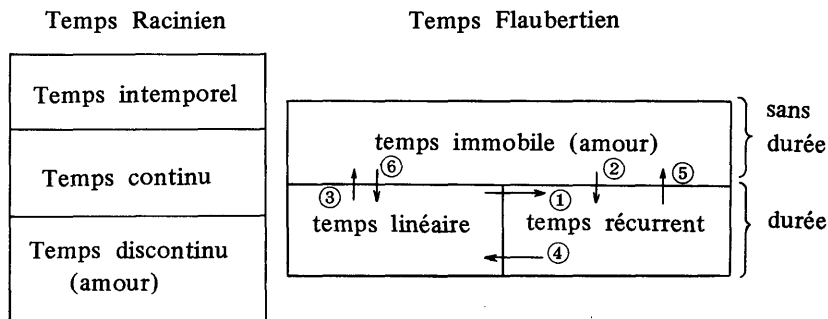 Temps Racinien
Temps intemporel
Temps continu
Temps discontinu
(amour)
Temps Flaubertien
temps immobile (amour)
③ ⑥ ② ⑤
① 
temps linéaire
temps récurrent
④
sans
durée
durée